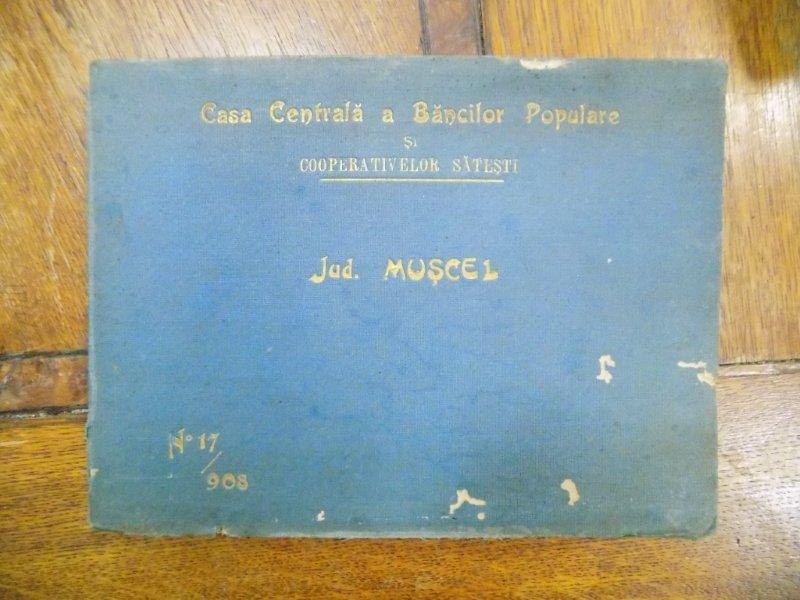 Casa Centrală a Băncilor Populare
ȘI
COOPERATIVELOR SĂTEȘTI
Jud. MUȘCEL
No 17
/
908